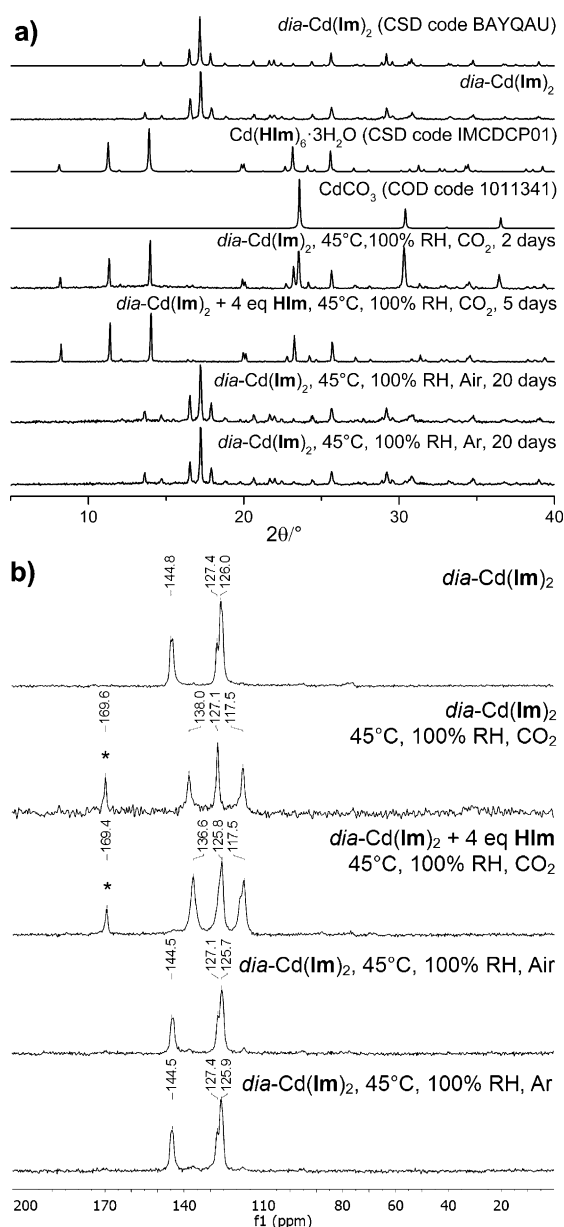 a)
dia-Cd(Im)₂ (CSD code BAYQAU)
dia-Cd(Im)₂
Cd(HIm)₆·3H₂O (CSD code IMCDCP01)
CdCO₃ (COD code 1011341)
dia-Cd(Im)₂, 45°C,100% RH, CO₂, 2 days
dia-Cd(Im)₂ + 4 eq HIm, 45°C, 100% RH, CO₂, 5 days
dia-Cd(Im)₂, 45°C, 100% RH, Air, 20 days
dia-Cd(Im)₂, 45°C, 100% RH, Ar, 20 days
10 20 30 40
2θ/°
b)
-144.8 127.4 126.0
dia-Cd(Im)₂
-169.6 138.0 -127.1 117.5
dia-Cd(Im)₂
45°C, 100% RH, CO₂
*
-169.4 136.6 -125.8 117.5
dia-Cd(Im)₂ + 4 eq HIm
45°C, 100% RH, CO₂
*
-144.5 127.1 125.7
dia-Cd(Im)₂, 45°C, 100% RH, Air
-144.5 127.4 125.9
dia-Cd(Im)₂, 45°C, 100% RH, Ar
200 170 140 110 80 60 40 20
f1 (ppm)